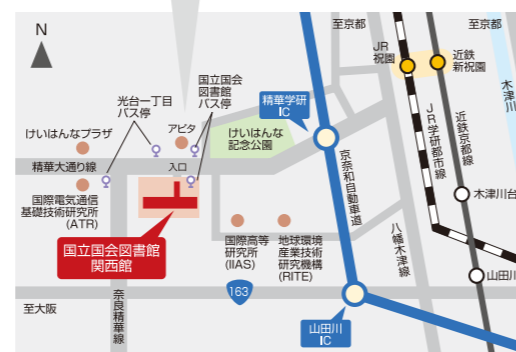 至京都
至京都
N
JR
祝園
近鉄
新祝園
木津川
国立国会
図書館
バス停
光台一丁目
バス停
精華学研
IC
アピタ
けいはんなプラザ
けいはんな
記念公園
JR学研都市線
近鉄京都線
京奈和自動車道
精華大通り線
入口
国際電気通信
基礎技術研究所
(ATR)
木津川台
国際高等
研究所
(IIAS)
地球環境
産業技術
研究機構
(RITE)
八幡木津線
国立国会図書館
関西館
山田川
163
至大阪
奈良精華線
山田川
IC